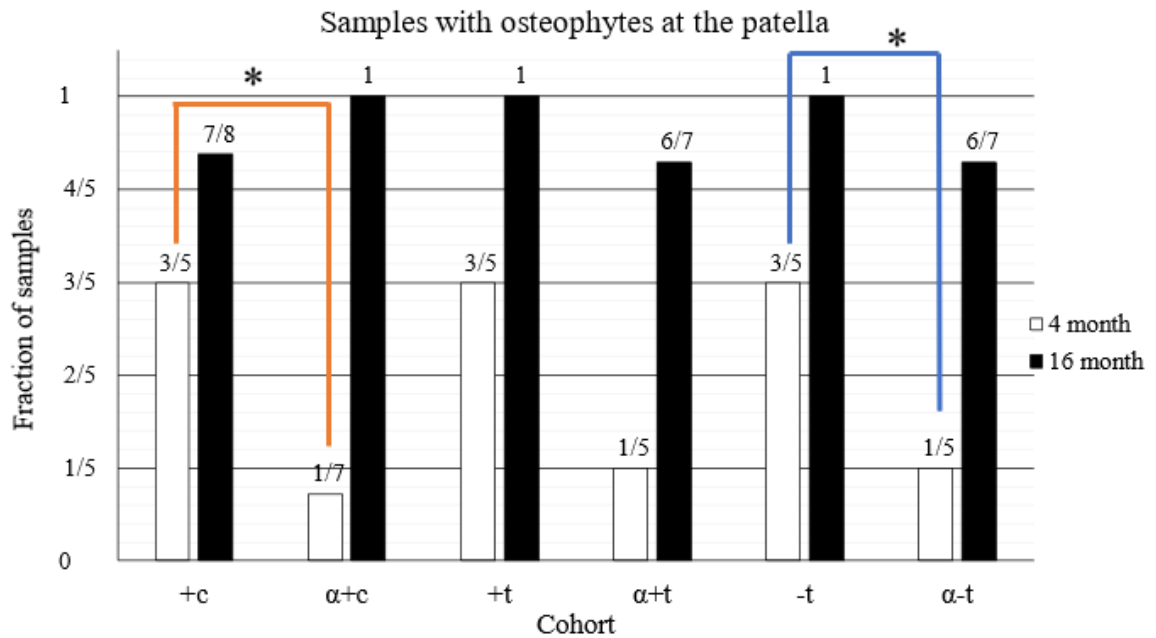 Samples with osteophytes at the patella
* *
1 1 1
1
7/8 6/7 6/7
4/5
3/5 3/5 3/5
3/5
2/5
1/5 1/5
1/5
1/7
0
Fraction of samples
4 month
16 month
+c α+c +t α+t -t α-t
Cohort